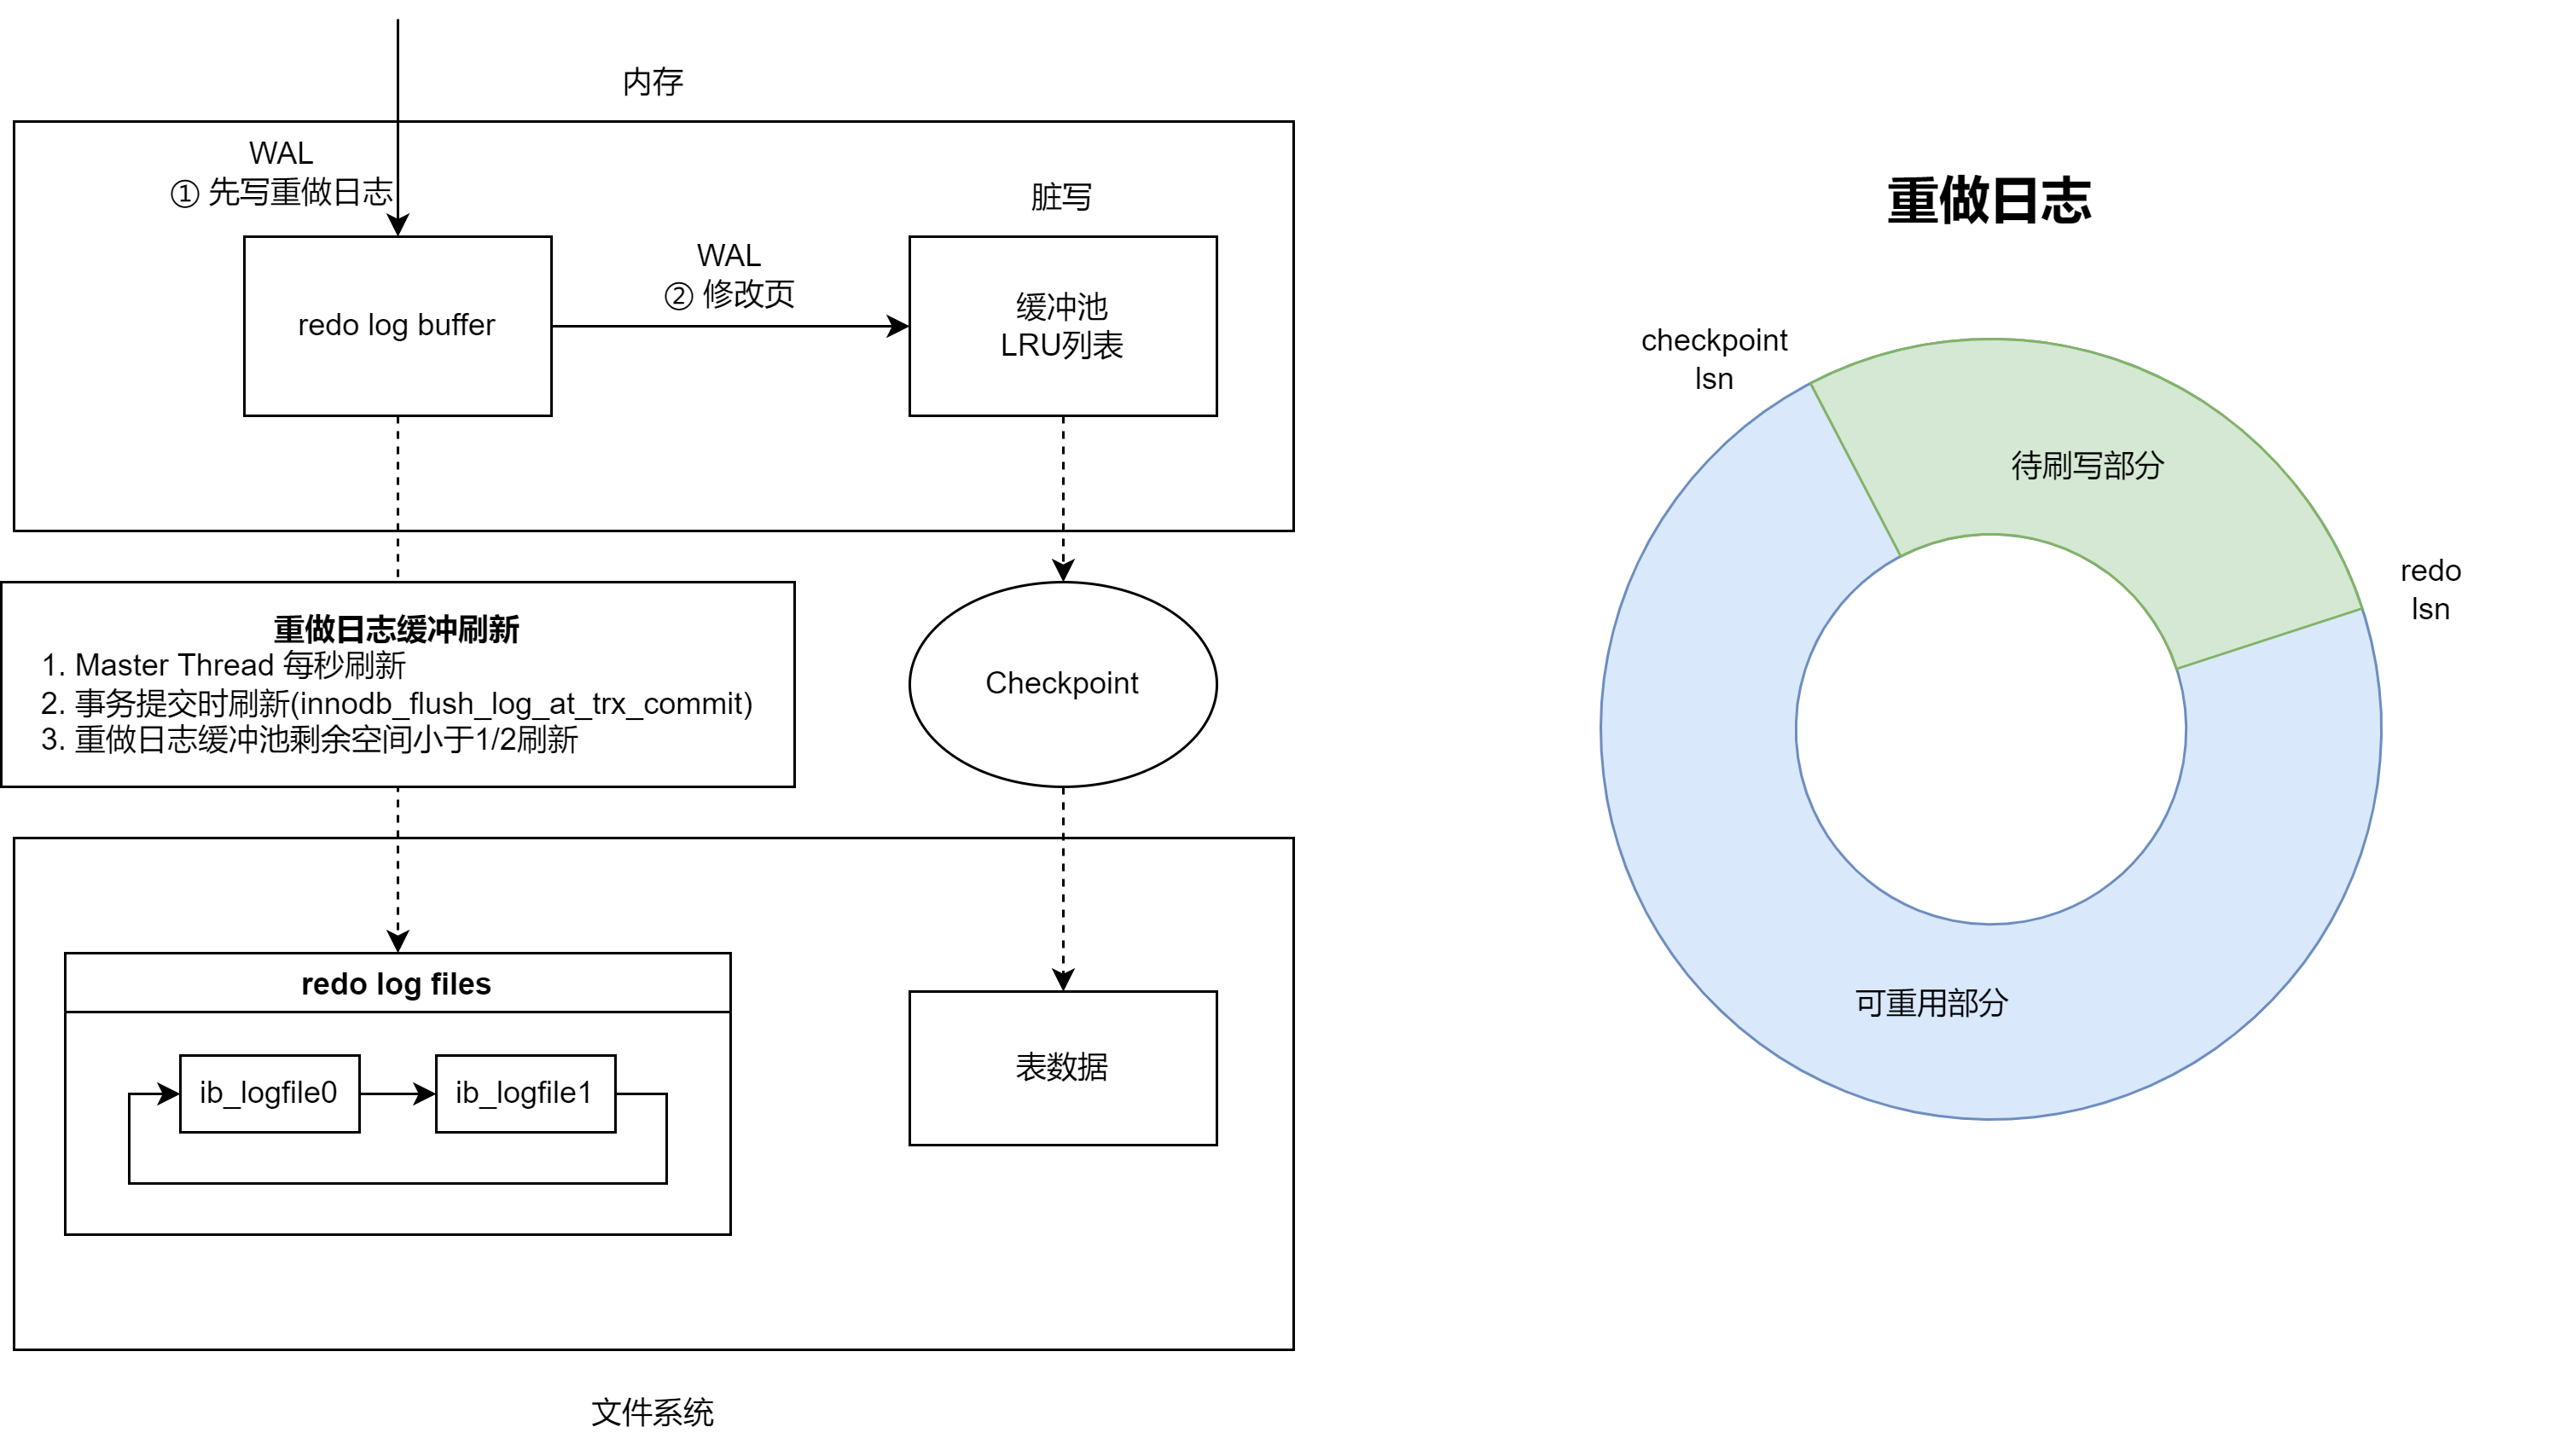 内存
WAL
① 先写重做日志
redo log buffer
WAL
② 修改页
脏写
缓冲池
LRU列表
重做日志缓冲刷新
1. Master Thread 每秒刷新
2. 事务提交时刷新(innodb_flush_log_at_trx_commit)
3. 重做日志缓冲池剩余空间小于1/2刷新
Checkpoint
redo log files
ib_logfile0
ib_logfile1
表数据
文件系统
重做日志
checkpoint
lsn
待刷写部分
redo
lsn
可重用部分